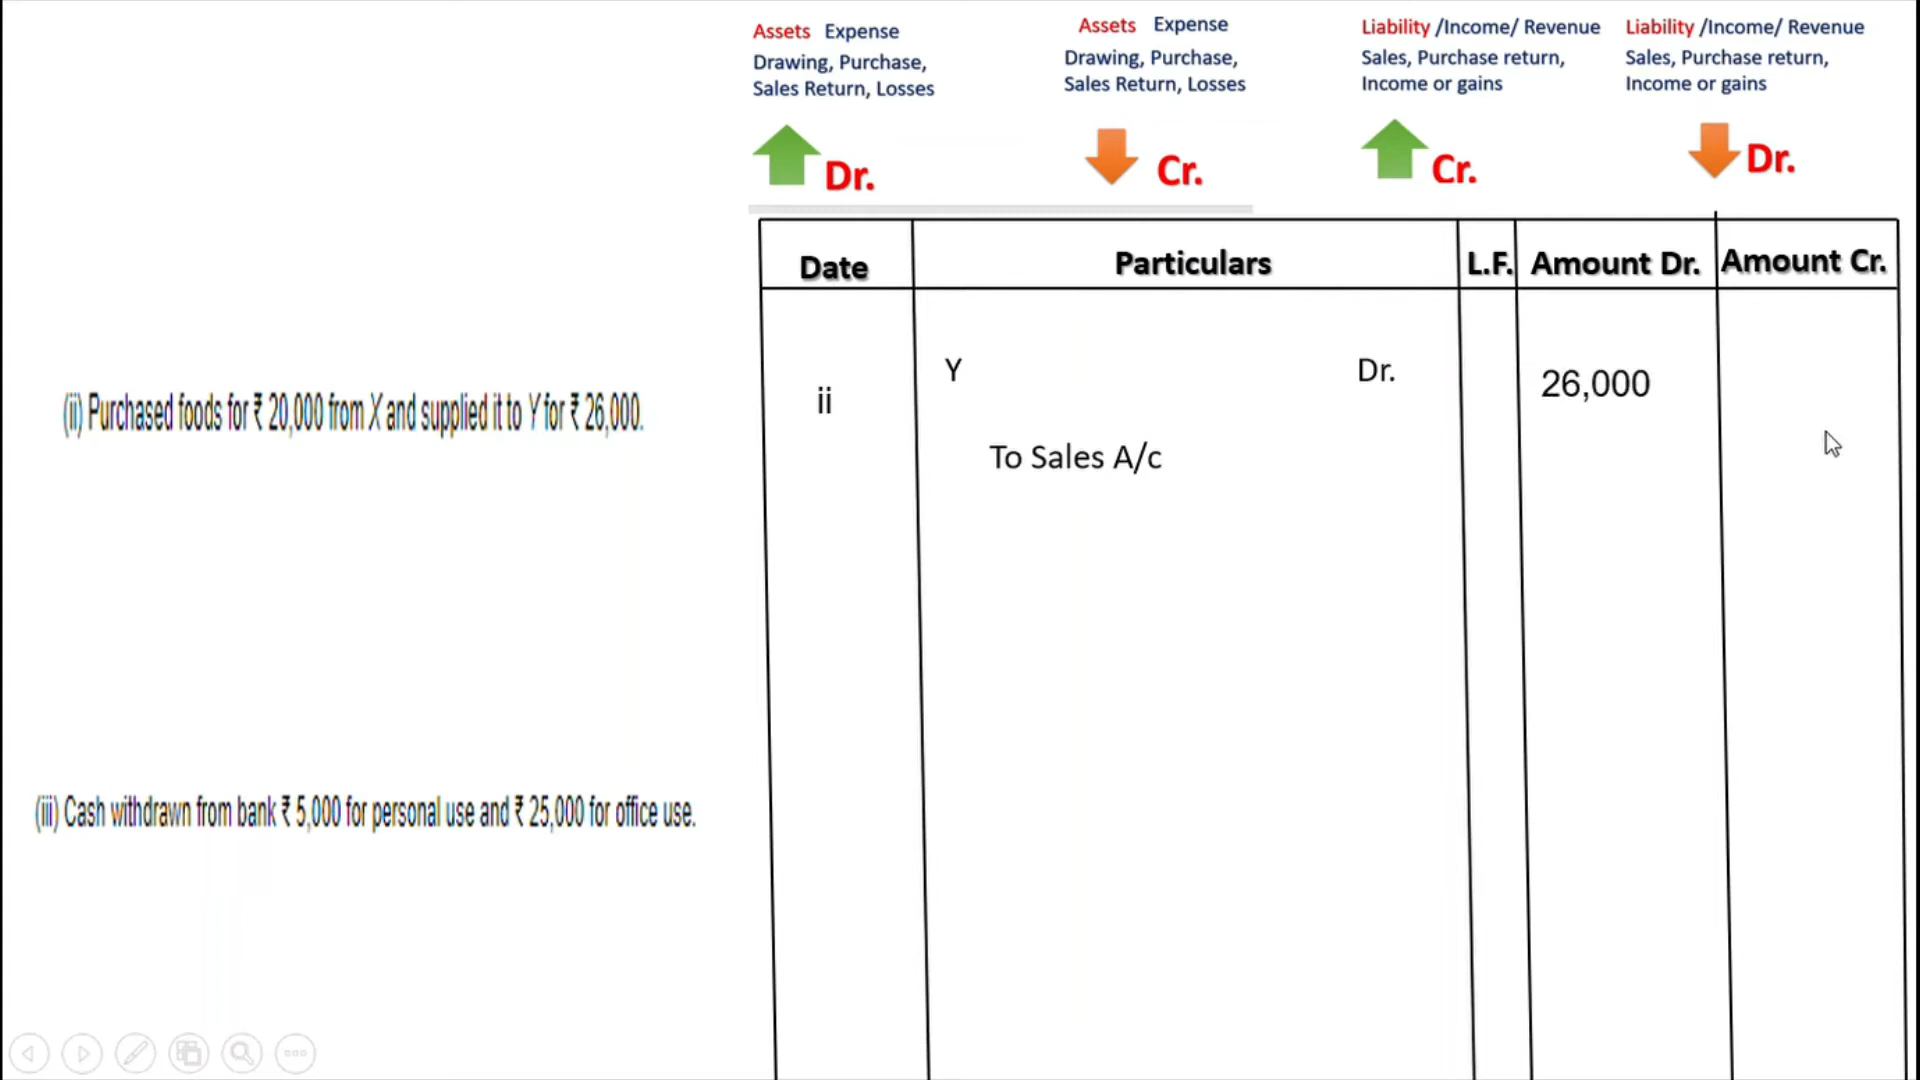 Assets Expense
Drawing, Purchase,
Sales Return, Losses
Dr.
Assets Expense
Drawing, Purchase,
Sales Return, Losses
Cr.
Liability /Income/ Revenue
Sales, Purchase return,
Income or gains
Cr.
Liability /Income/ Revenue
Sales, Purchase return,
Income or gains
Dr.
Date Particulars L.F. Amount Dr. Amount Cr.
(ii) Purchased foods for ₹ 20,000 from X and supplied it to Y for ₹ 26,000.
ii Y Dr. 26,000
To Sales A/c
(iii) Cash withdrawn from bank ₹ 5,000 for personal use and ₹ 25,000 for office use.